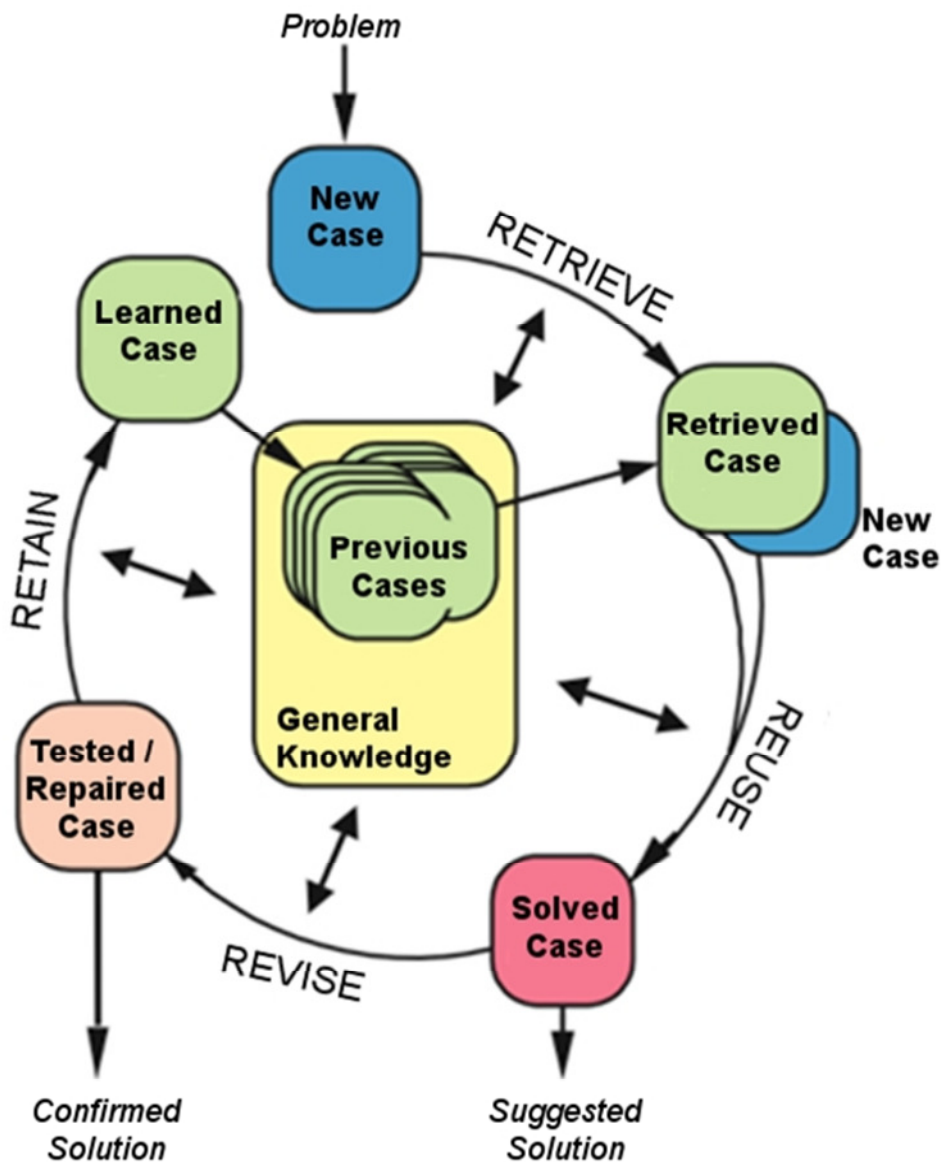 Problem
New
Case
RETRIEVE
Learned
Case
Retrieved
Case
New
Case
Previous
Cases
RETAIN
General
Knowledge
REUSE
Tested /
Repaired
Case
Solved
Case
REVISE
Confirmed
Solution
Suggested
Solution